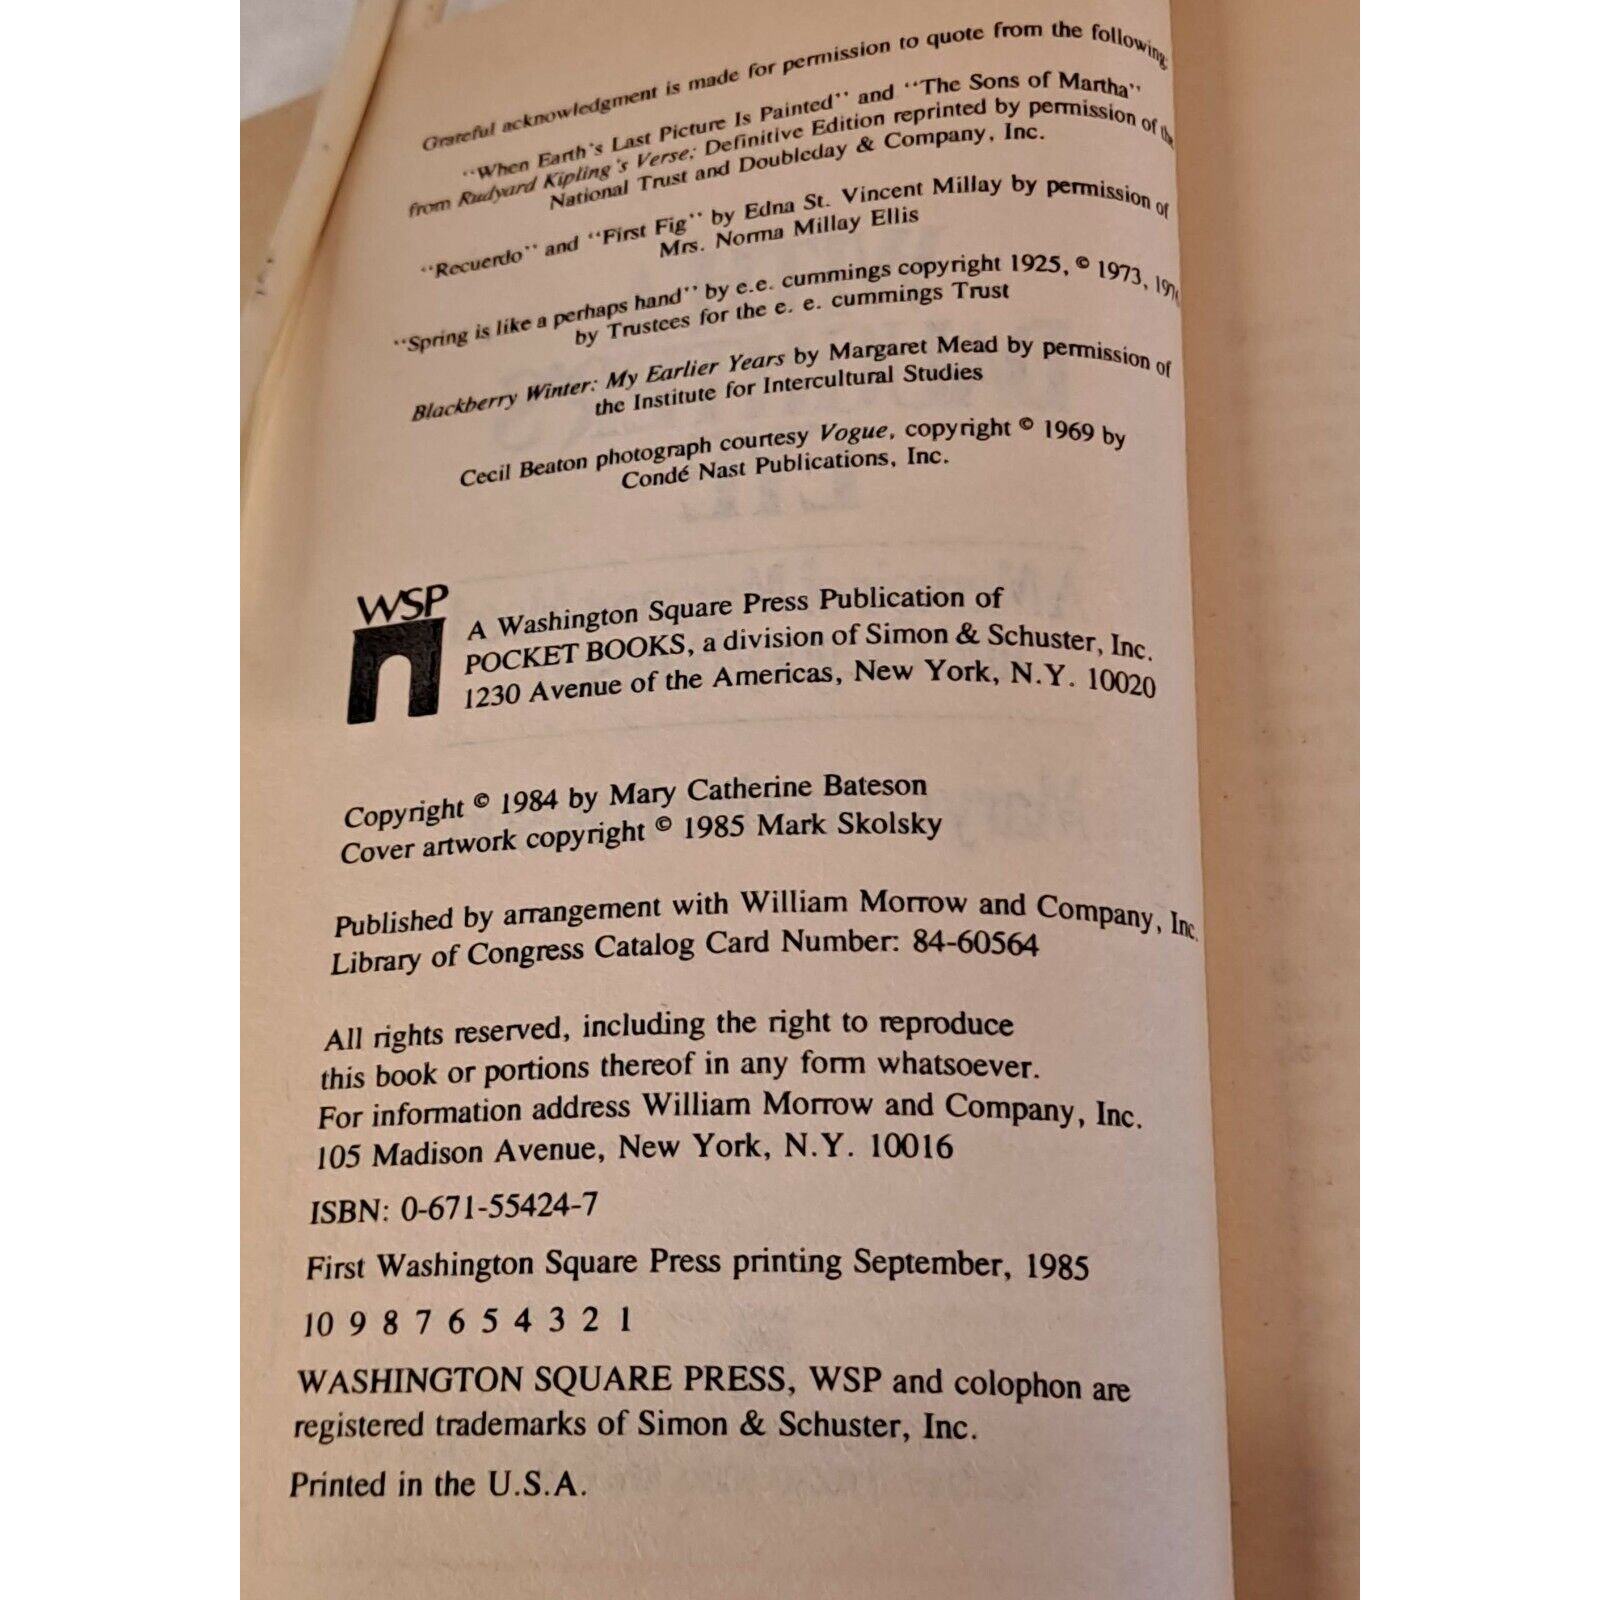 Grateful acknowledgment is made for permission to quote from the following:
"When Earth's Last Picture Is Painted" and "The Sons of Martha"
from Rudyard Kipling's Verse; Definitive Edition reprinted by permission of the
National Trust and Doubleday & Company, Inc.
"Recuerdo" and "First Fig" by Edna St. Vincent Millay by permission of
Mrs. Norma Millay Ellis
"Spring is like a perhaps hand" by e.e. cummings copyright 1925, © 1973,
by Trustees for the e. e. cummings Trust
Blackberry Winter: My Earlier Years by Margaret Mead by permission of
the Institute for Intercultural Studies
Cecil Beaton photograph courtesy Vogue, copyright © 1969 by
Condé Nast Publications, Inc.
WSP
A Washington Square Press Publication of
POCKET BOOKS, a division of Simon & Schuster, Inc.
1230 Avenue of the Americas, New York, N.Y. 10020
Copyright © 1984 by Mary Catherine Bateson
Cover artwork copyright © 1985 Mark Skolsky
Published by arrangement with William Morrow and Company, Inc.
Library of Congress Catalog Card Number: 84-60564
All rights reserved, including the right to reproduce
this book or portions thereof in any form whatsoever.
For information address William Morrow and Company, Inc.
105 Madison Avenue, New York, N.Y. 10016
ISBN: 0-671-55424-7
First Washington Square Press printing September, 1985
10 9 8 7 6 5 4 3 2 1
WASHINGTON SQUARE PRESS, WSP and colophon are
registered trademarks of Simon & Schuster, Inc.
Printed in the U.S.A.